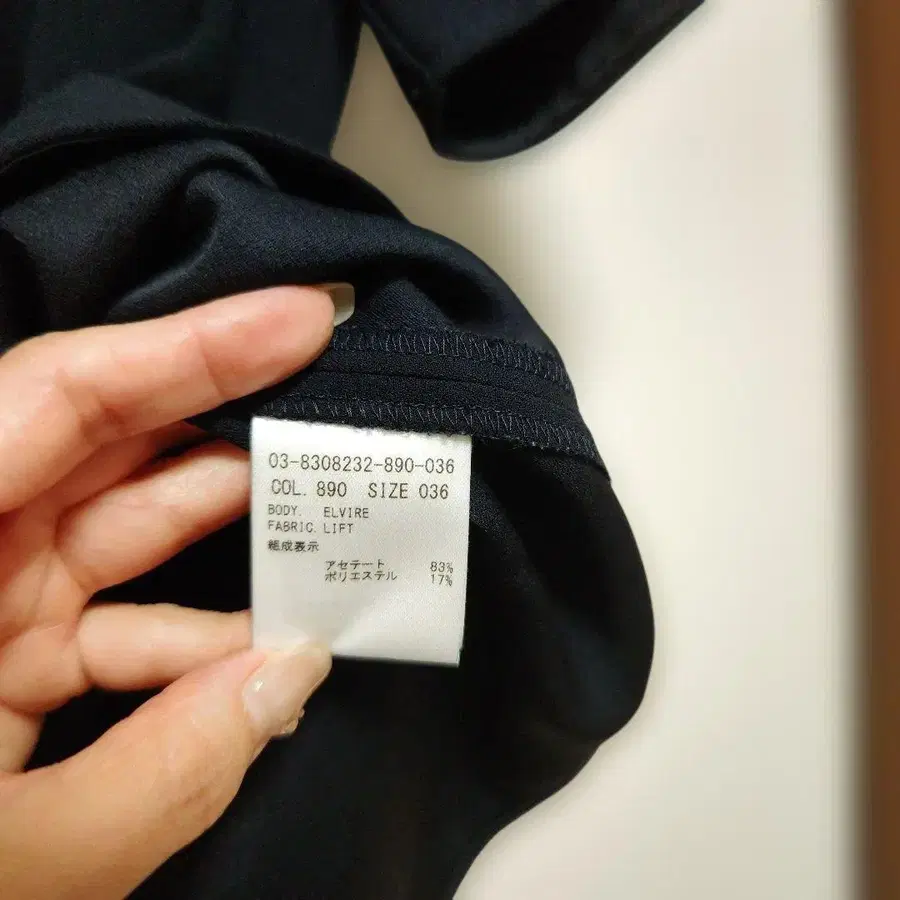 03-8308232-890-036
COL. 890 SIZE 036
BODY. ELVIRE
FABRIC. LIFT
組成表示
アセテート 83%
ポリエステル 17%